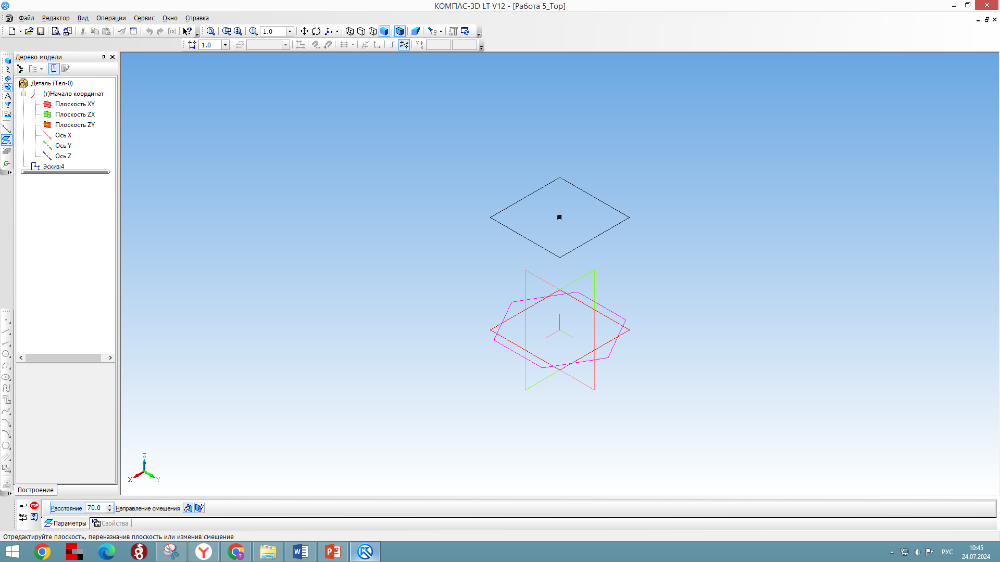 КОМПАС-3D LT V12 - [Работа 5_Top]
Файл Редактор Вид Операции Сервис Окно Справка
1.0
f(x)
1.0
Дерево модели
Деталь (Тел-0)
(т)Начало координат
Плоскость XY
Плоскость ZX
Плоскость ZY
Ось X
Ось Y
Ось Z
Эскиз:4
Z
X
Y
Построение
STOP
Расстояние 70.0 Направление смещения
Auto
Параметры Свойства
Отредактируйте плоскость, переназначив плоскость или изменив смещение
РУС
10:45
24.07.2024